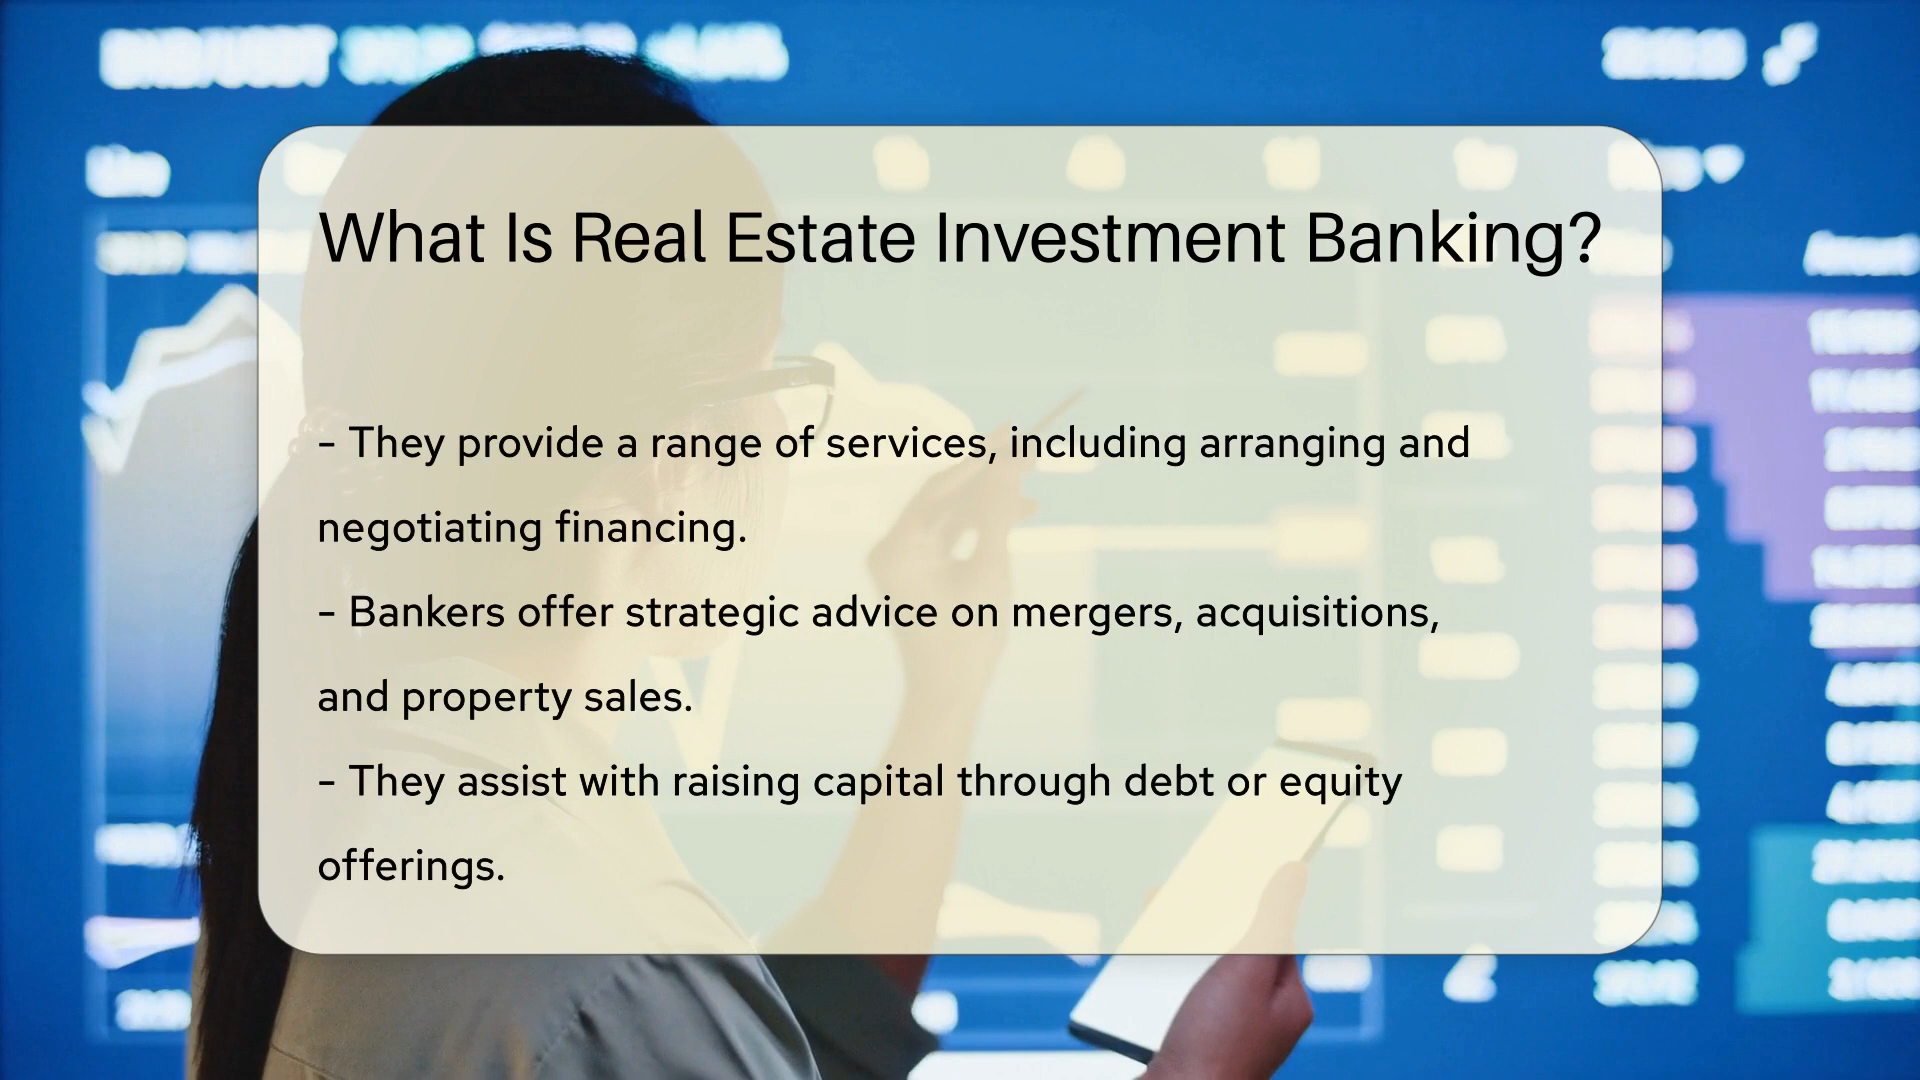 What Is Real Estate Investment Banking?
- They provide a range of services, including arranging and
negotiating financing.
- Bankers offer strategic advice on mergers, acquisitions,
and property sales.
- They assist with raising capital through debt or equity
offerings.